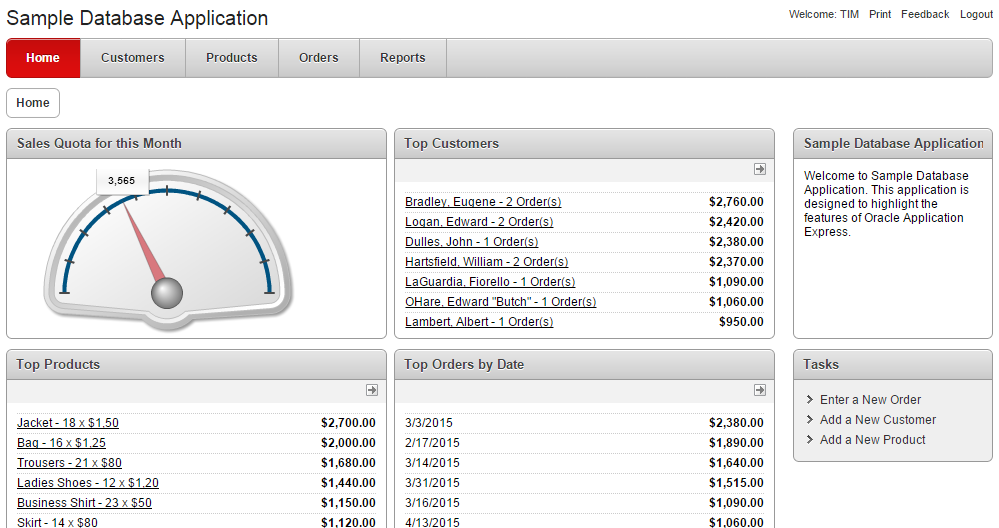 Sample Database Application
Welcome: TIM Print Feedback Logout
Home Customers Products Orders Reports
Home
Sales Quota for this Month
3,565
Top Customers
Bradley, Eugene - 2 Order(s) $2,760.00
Logan, Edward - 2 Order(s) $2,420.00
Dulles, John - 1 Order(s) $2,380.00
Hartsfield, William - 2 Order(s) $2,370.00
LaGuardia, Fiorello - 1 Order(s) $1,090.00
OHare, Edward "Butch" - 1 Order(s) $1,060.00
Lambert, Albert - 1 Order(s) $950.00
Sample Database Application
Welcome to Sample Database
Application. This application is
designed to highlight the
features of Oracle Application
Express.
Top Products
Jacket - 18 x $1,50 $2,700.00
Bag - 16 x $1,25 $2,000.00
Trousers - 21 x $80 $1,680.00
Ladies Shoes - 12 x $1,20 $1,440.00
Business Shirt - 23 x $50 $1,150.00
Skirt - 14 x $80 $1,120.00
Top Orders by Date
3/3/2015 $2,380.00
2/17/2015 $1,890.00
3/14/2015 $1,640.00
3/31/2015 $1,515.00
3/16/2015 $1,090.00
4/13/2015 $1,060.00
Tasks
Enter a New Order
Add a New Customer
Add a New Product